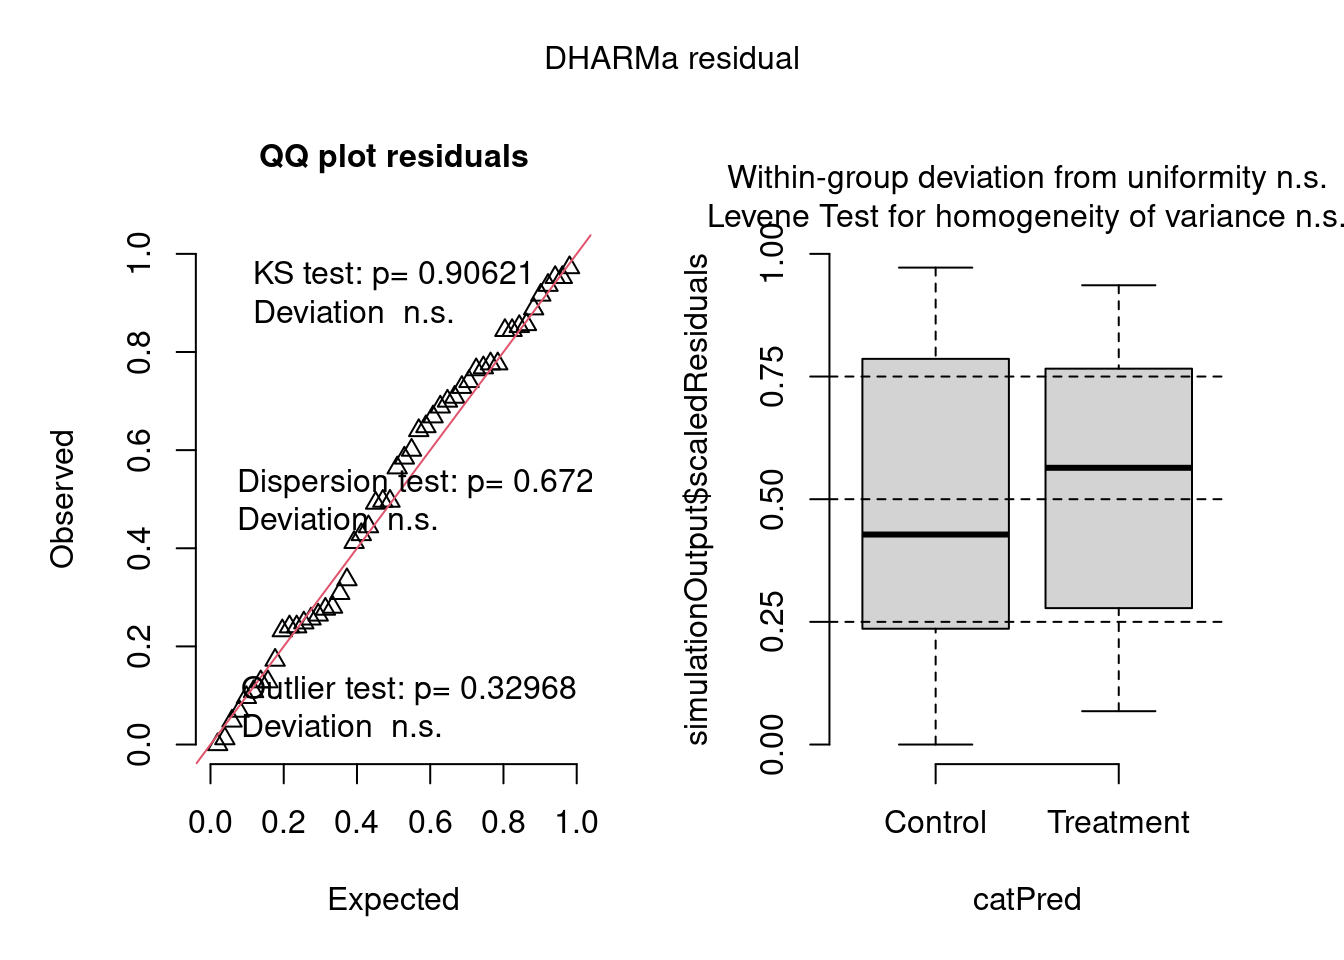 DHARMa residual
QQ plot residuals
KS test: p= 0.90621
Deviation  n.s.
Dispersion test: p= 0.672
Deviation  n.s.
Outlier test: p= 0.32968
Deviation  n.s.
Observed
0.0
0.2
0.4
0.6
0.8
1.0
0.0 0.2 0.4 0.6 0.8 1.0
Expected
Within-group deviation from uniformity n.s.
Levene Test for homogeneity of variance n.s.
simulationOutput$scaledResiduals
0.00
0.25
0.50
0.75
1.00
Control Treatment
catPred